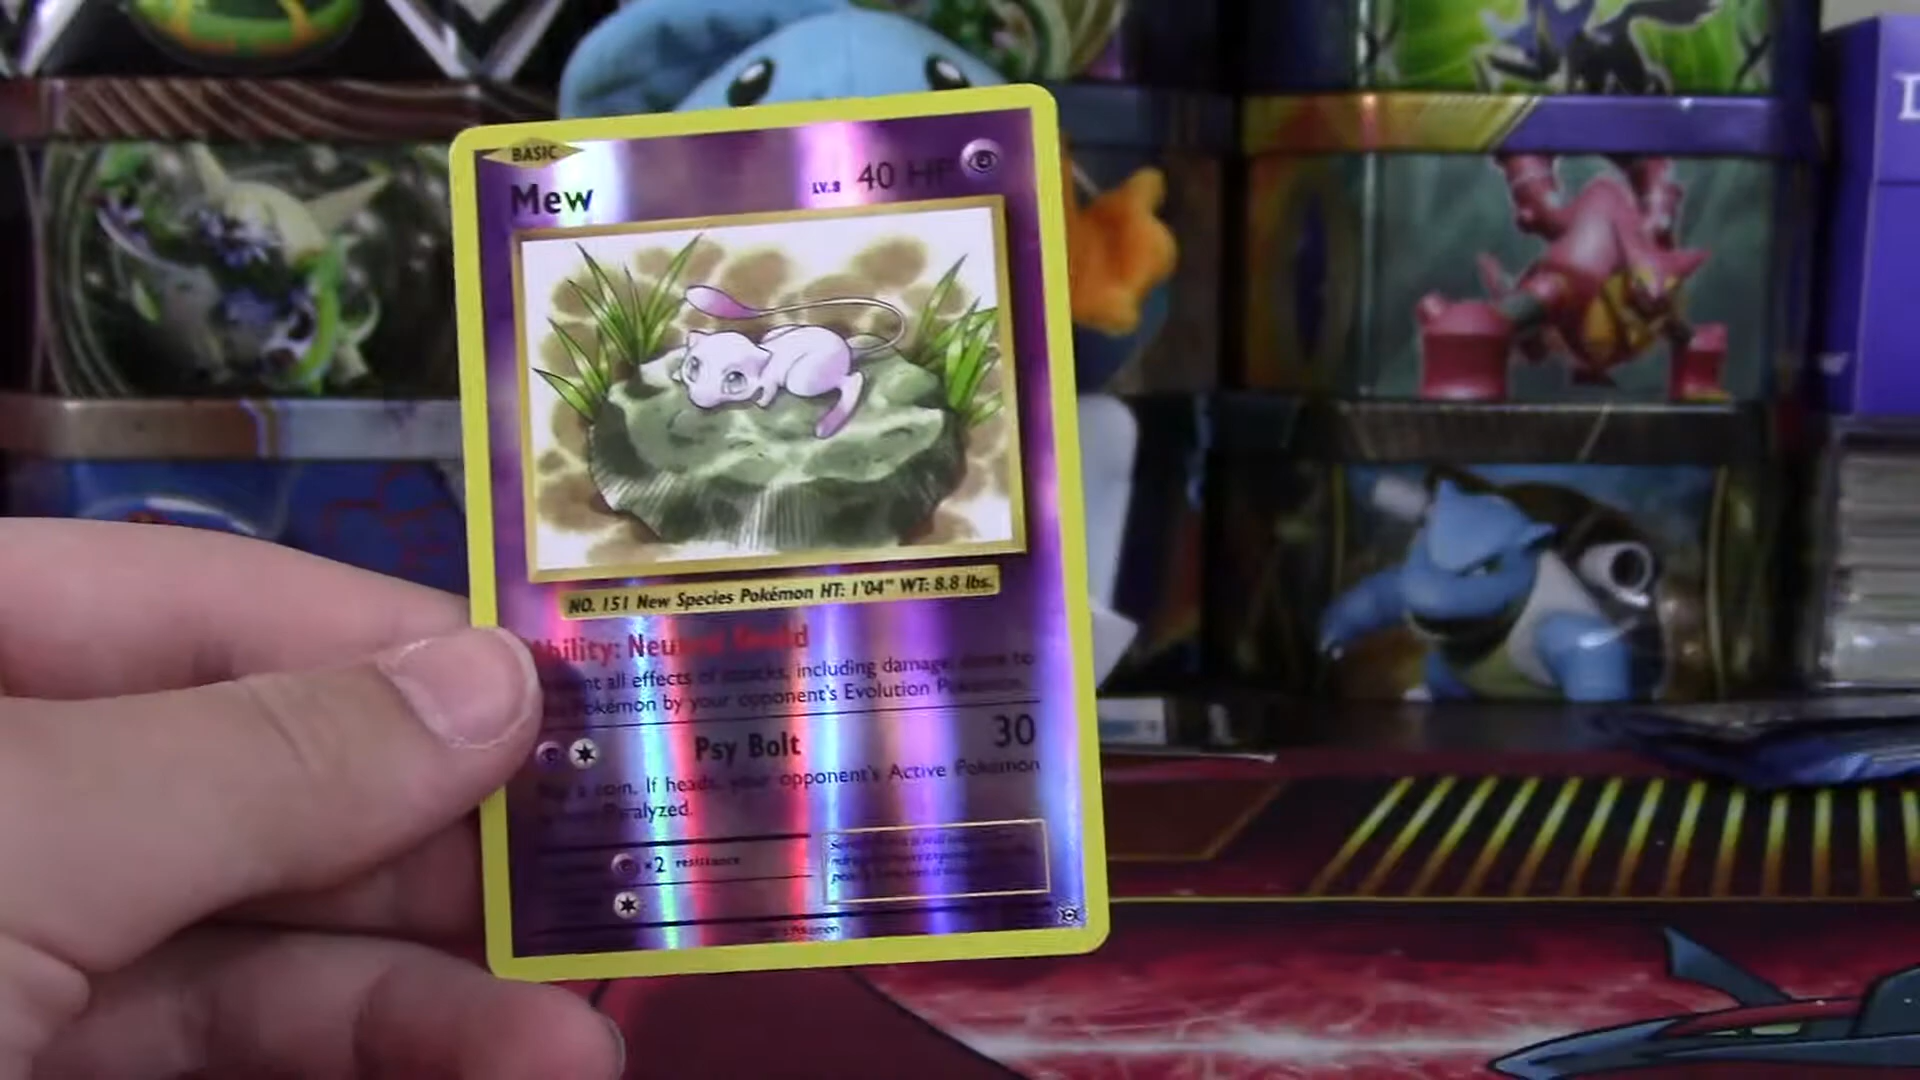 BASIC
Mew LV.8 40 HP
NO. 151 New Species Pokémon HT: 1'04" WT: 8.8 lbs.
Ability:
all effects of attacks, including damage, done to
Pokémon by your opponent's Evolution Pokémon.
Psy Bolt 30
a coin. If heads, your opponent's Active Pokémon
Paralyzed.
×2 resistance